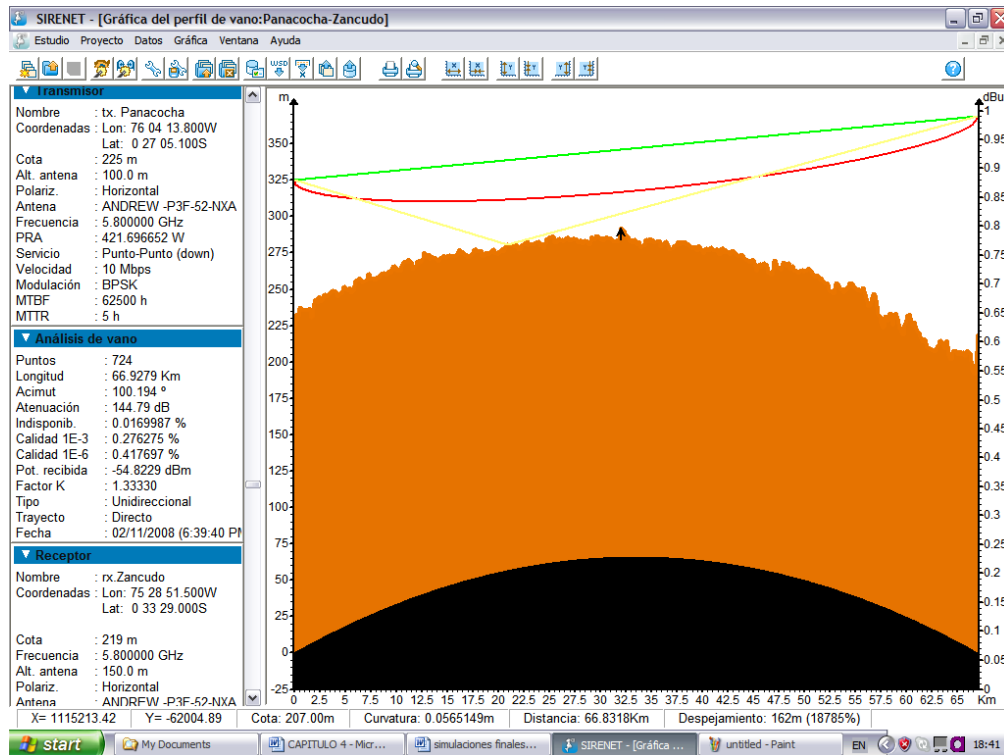 SIRENET - [Gráfica del perfil de vano:Panacocha-Zancudo]
Estudio Proyecto Datos Gráfica Ventana Ayuda
USD
Transmisor
Nombre : tx. Panacocha
Coordenadas : Lon: 76 04 13.800W
Lat: 0 27 05.100S
Cota : 225 m
Alt. antena : 100.0 m
Polariz. : Horizontal
Antena : ANDREW -P3F-52-NXA
Frecuencia : 5.800000 GHz
PRA : 421.696652 W
Servicio : Punto-Punto (down)
Velocidad : 10 Mbps
Modulación : BPSK
MTBF : 62500 h
MTTR : 5 h
Análisis de vano
Puntos : 724
Longitud : 66.9279 Km
Acimut : 100.194 º
Atenuación : 144.79 dB
Indisponib. : 0.0169987 %
Calidad 1E-3 : 0.276275 %
Calidad 1E-6 : 0.417697 %
Pot. recibida : -54.8229 dBm
Factor K : 1.33330
Tipo : Unidireccional
Trayecto : Directo
Fecha : 02/11/2008 (6:39:40 PM
Receptor
Nombre : rx.Zancudo
Coordenadas : Lon: 75 28 51.500W
Lat: 0 33 29.000S
Cota : 219 m
Frecuencia : 5.800000 GHz
Alt. antena : 150.0 m
Polariz. : Horizontal
Antena : ANDREW -P3F-52-NXA
m
350
325
300
275
250
225
200
175
150
125
100
75
50
25
0
-25
dBu
1
0.95
0.9
0.85
0.8
0.75
0.7
0.65
0.6
0.55
0.5
0.45
0.4
0.35
0.3
0.25
0.2
0.15
0.1
0.05
0
0 2.5 5 7.5 10 12.5 15 17.5 20 22.5 25 27.5 30 32.5 35 37.5 40 42.5 45 47.5 50 52.5 55 57.5 60 62.5 65 Km
X= 1115213.42 Y= -62004.89 Cota: 207.00m Curvatura: 0.0565149m Distancia: 66.8318Km Despejamiento: 162m (18785%)
start My Documents CAPITULO 4 - Micr... simulaciones finales... SIRENET - [Gráfica ... untitled - Paint EN 18:41